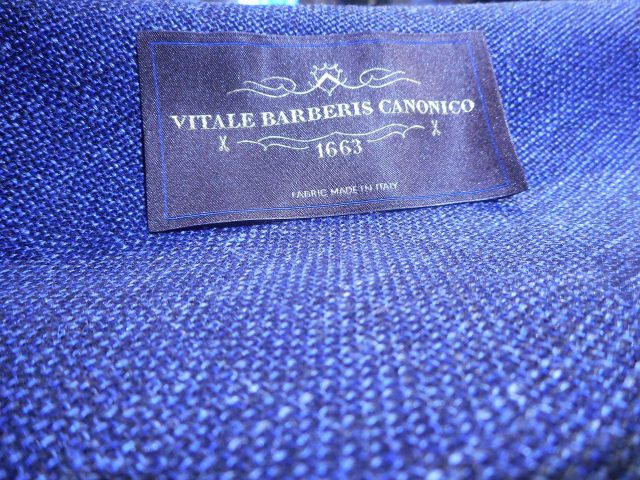 VITALE BARBERIS CANONICO
1663
FABRIC MADE IN ITALY